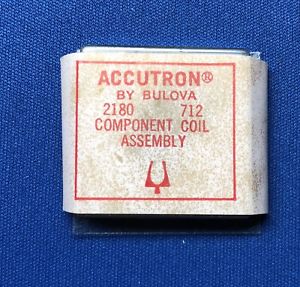 ACCUTRON®
BY BULOVA
2180 712
COMPONENT COIL
ASSEMBLY